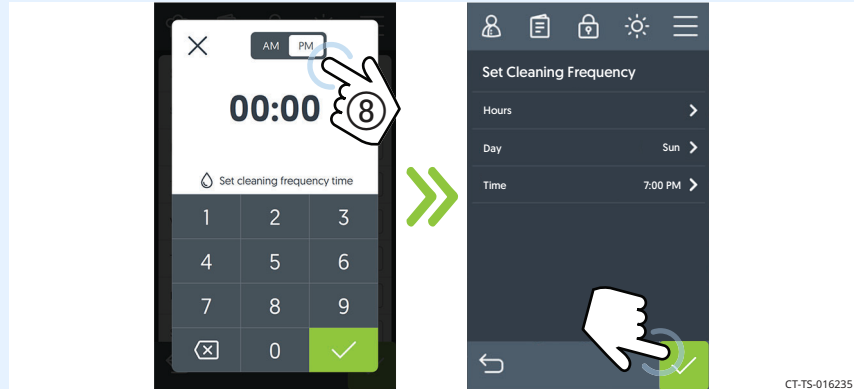 AM PM
00:00
8
Set cleaning frequency time
1 2 3
4 5 6
7 8 9
0
Set Cleaning Frequency
Hours
Day Sun
Time 7:00 PM
CT-TS-016235